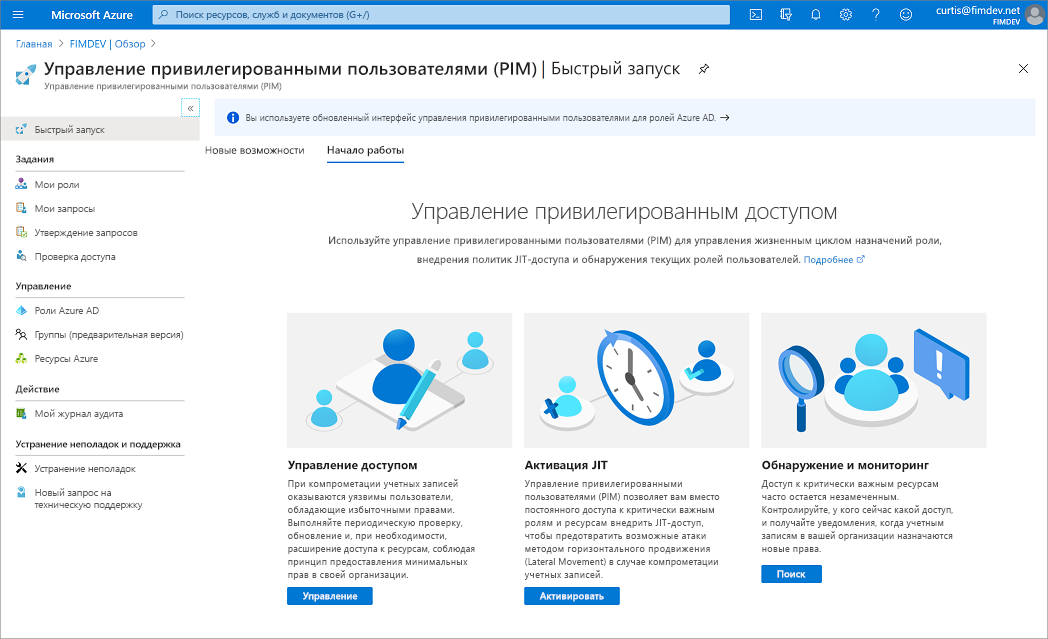 Microsoft Azure
Поиск ресурсов, служб и документов (G+/)
curtis@fimdev.net
FIMDEV
Главная > FIMDEV | Обзор >
Управление привилегированными пользователями (PIM) | Быстрый запуск
Управление привилегированными пользователями (PIM)
«
Быстрый запуск
Задания
Мои роли
Мои запросы
Утверждение запросов
Проверка доступа
Управление
Роли Azure AD
Группы (предварительная версия)
Ресурсы Azure
Действие
Мой журнал аудита
Устранение неполадок и поддержка
Устранение неполадок
Новый запрос на
техническую поддержку
Вы используете обновленный интерфейс управления привилегированными пользователями для ролей Azure AD. →
Новые возможности
Начало работы
Управление привилегированным доступом
Используйте управление привилегированными пользователями (PIM) для управления жизненным циклом назначений роли,
внедрения политик JIT-доступа и обнаружения текущих ролей пользователей. Подробнее
Управление доступом
При компрометации учетных записей
оказываются уязвимы пользователи,
обладающие избыточными правами.
Выполняйте периодическую проверку,
обновление и, при необходимости,
расширение доступа к ресурсам, соблюдая
принцип предоставления минимальных
прав в своей организации.
Управление
Активация JIT
Управление привилегированными
пользователями (PIM) позволяет вам вместо
постоянного доступа к критически важным
ролям и ресурсам внедрить JIT-доступ,
чтобы предотвратить возможные атаки
методом горизонтального продвижения
(Lateral Movement) в случае компрометации
учетных записей.
Активировать
Обнаружение и мониторинг
Доступ к критически важным ресурсам
часто остается незамеченным.
Контролируйте, у кого сейчас какой доступ,
и получайте уведомления, когда учетным
записям в вашей организации назначаются
новые права.
Поиск